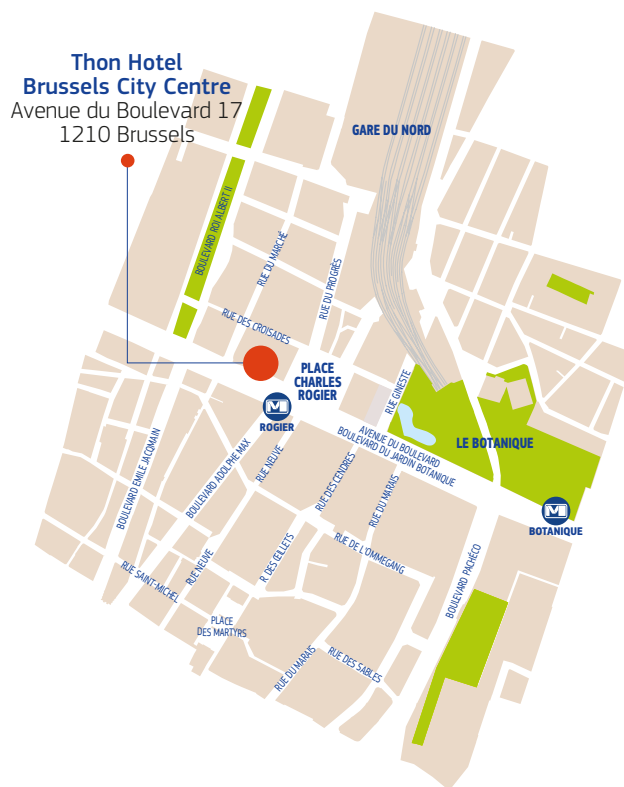 Thon Hotel
Brussels City Centre
Avenue du Boulevard 17
1210 Brussels
GARE DU NORD
BOULEVARD ROI ALBERT II
RUE DU MARCHÉ
RUE DU PROGRÈS
RUE DES CROISADES
PLACE
CHARLES
ROGIER
RUE GINESTE
M
ROGIER
AVENUE DU BOULEVARD
BOULEVARD DU JARDIN BOTANIQUE
LE BOTANIQUE
BOULEVARD EMILE JACQMAIN
BOULEVARD ADOLPHE MAX
RUE NEUVE
RUE DES CENDRES
RUE DU MARAIS
M
BOTANIQUE
RUE SAINT-MICHEL
RUE NEUVE
R. DES ŒILLETS
RUE DE L'OMMEGANG
BOULEVARD PACHÉCO
PLACE
DES MARTYRS
RUE DU MARAIS
RUE DES SABLES